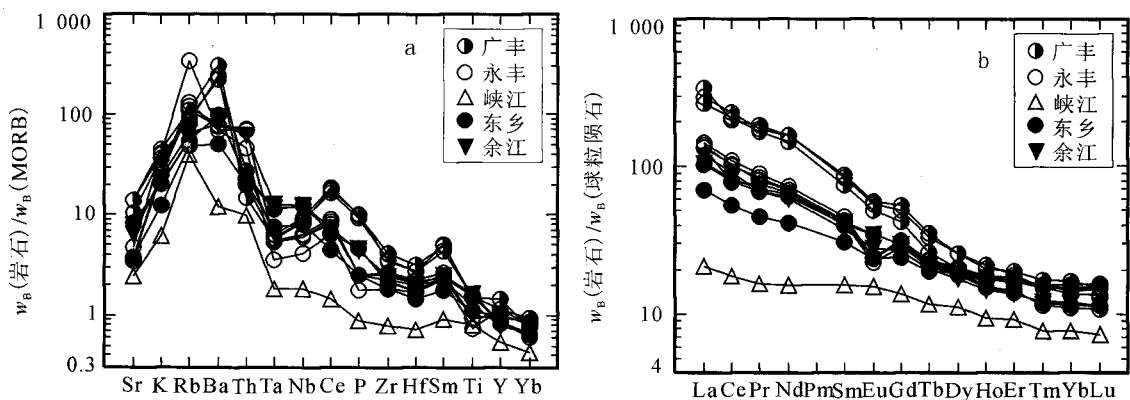 1 000
100
10
1
0.3
w_B(岩石)/w_B(MORB)
a
广丰
永丰
峡江
东乡
余江
Sr K Rb Ba Th Ta Nb Ce P Zr Hf Sm Ti Y Yb
1 000
100
10
4
w_B(岩石)/w_B(球粒陨石)
b
广丰
永丰
峡江
东乡
余江
La Ce Pr Nd Pm Sm Eu Gd Tb Dy Ho Er Tm Yb Lu